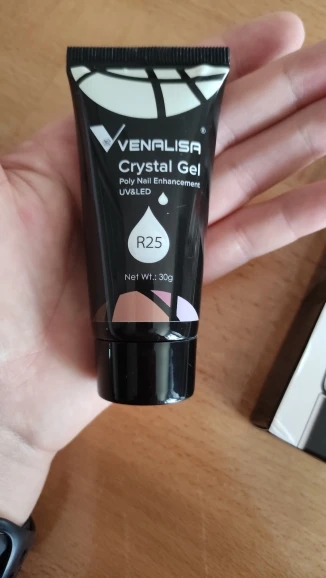 VENALISA®
Crystal Gel
Poly Nail Enhancement
UV&LED
R25
Net Wt.: 30g